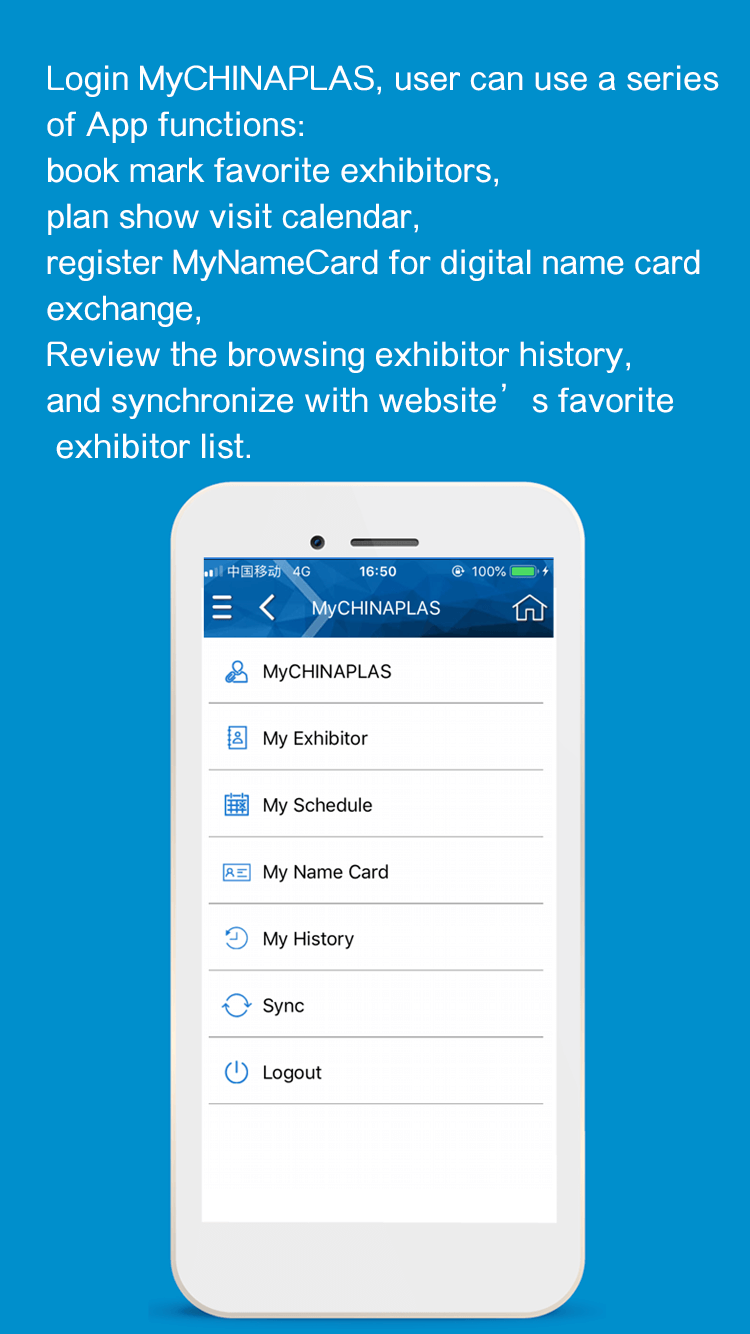 Login MyCHINAPLAS, user can use a series
of App functions:
book mark favorite exhibitors,
plan show visit calendar,
register MyNameCard for digital name card
exchange,
Review the browsing exhibitor history,
and synchronize with website’s favorite
exhibitor list.
中国移动 4G 16:50 100%
MyCHINAPLAS
MyCHINAPLAS
My Exhibitor
My Schedule
My Name Card
My History
Sync
Logout